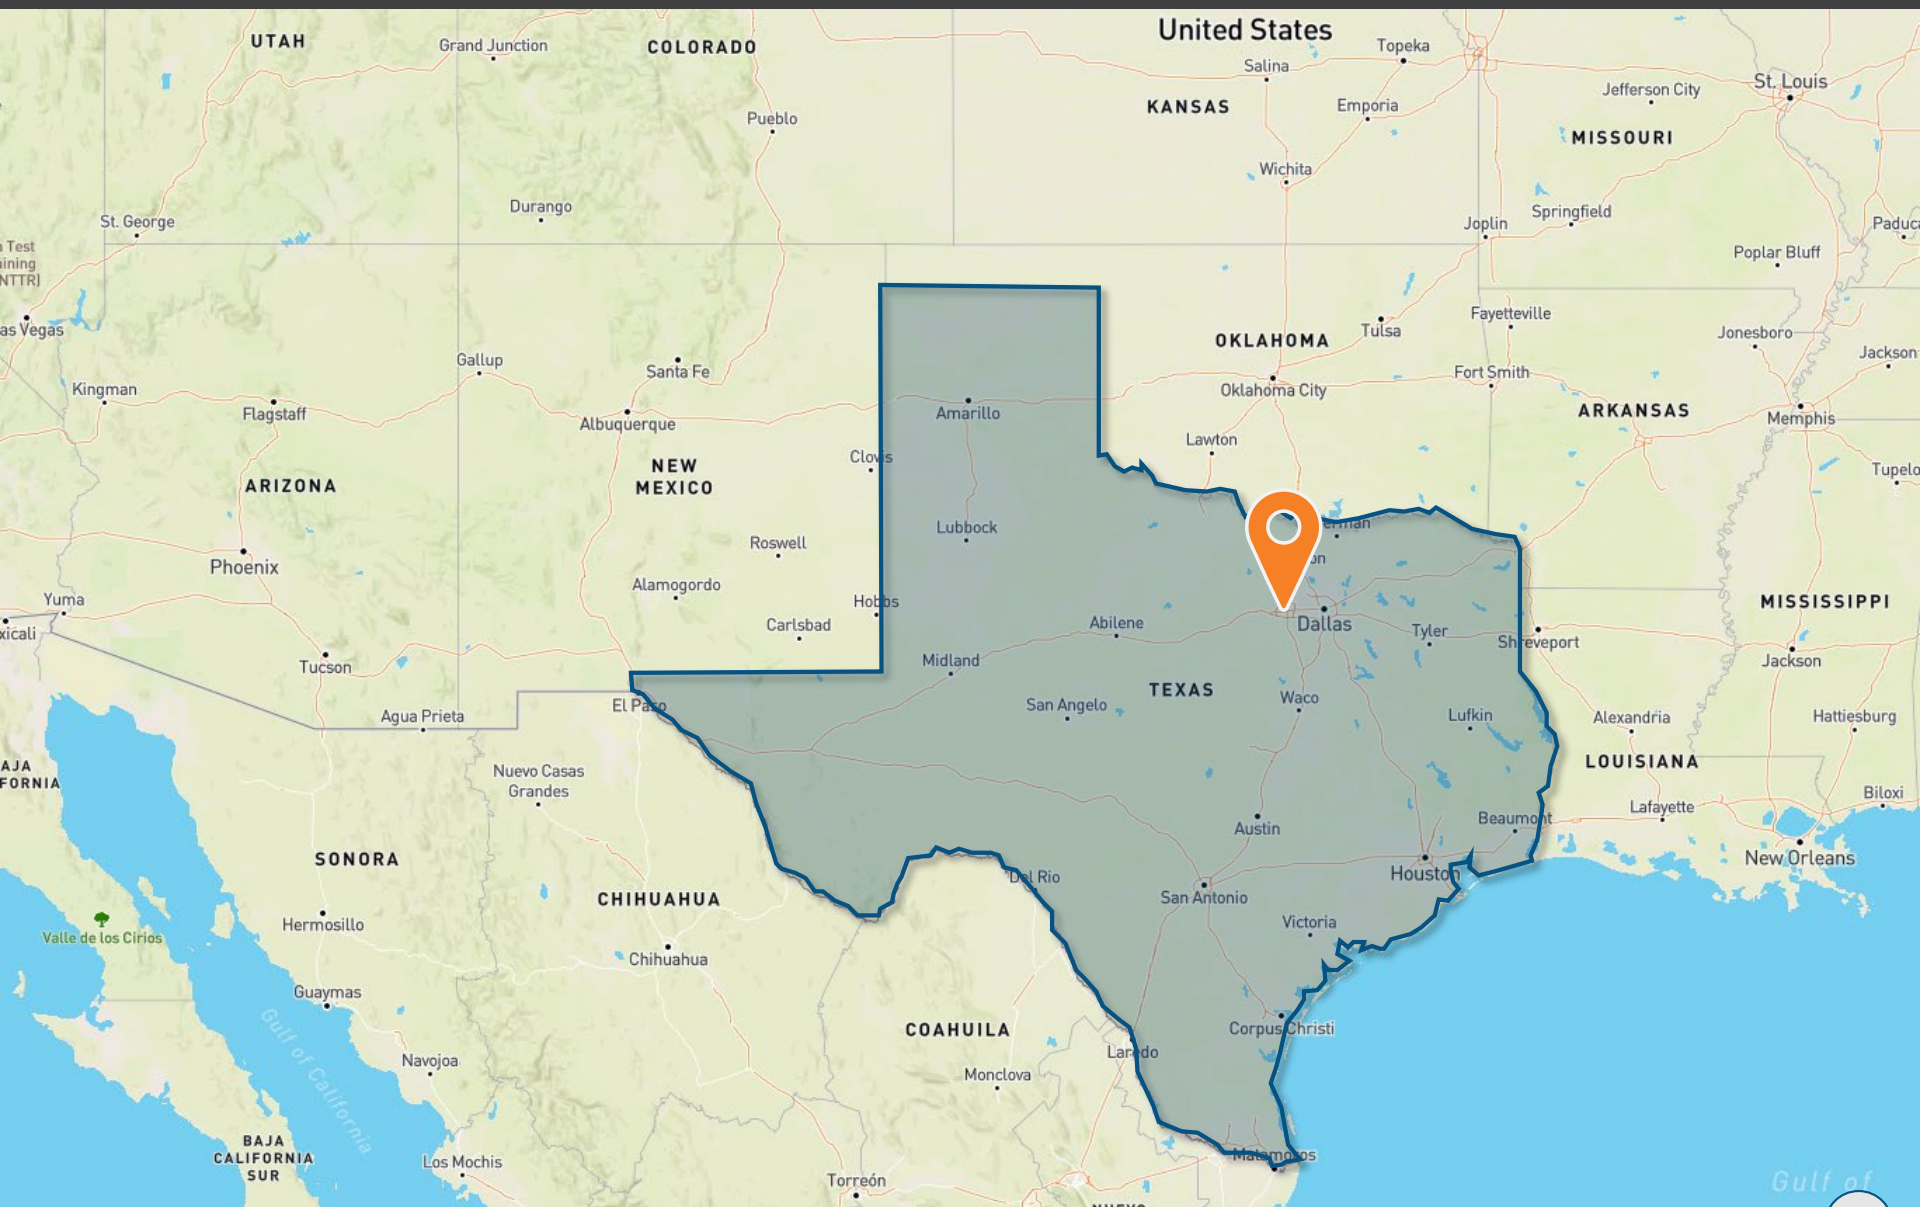 United States
UTAH
Grand Junction
COLORADO
Topeka
Salina
St. Louis
Jefferson City
KANSAS
Emporia
Pueblo
MISSOURI
Wichita
Durango
St. George
Springfield
Joplin
Paduc
Test
ining
NTTR)
Poplar Bluff
as Vegas
Fayetteville
Tulsa
OKLAHOMA
Jonesboro
Jackson
Gallup
Santa Fe
Kingman
Fort Smith
Oklahoma City
Flagstaff
Amarillo
ARKANSAS
Memphis
Albuquerque
Lawton
Clovis
NEW
MEXICO
Tupelo
ARIZONA
Lubbock
erman
Roswell
on
Phoenix
Alamogordo
Yuma
Hobbs
MISSISSIPPI
xicali
Carlsbad
Abilene
Dallas
Tyler
Shreveport
Tucson
Midland
Jackson
TEXAS
Waco
El Paso
San Angelo
Agua Prieta
Lufkin
Alexandria
Hattiesburg
AJA
FORNIA
Nuevo Casas
Grandes
LOUISIANA
Biloxi
Lafayette
Beaumont
Austin
SONORA
New Orleans
Houston
Del Rio
CHIHUAHUA
San Antonio
Hermosillo
Victoria
Valle de los Cirios
Chihuahua
Guaymas
Gulf of California
COAHUILA
Corpus Christi
Navojoa
Laredo
Monclova
BAJA
CALIFORNIA
SUR
Matamoros
Los Mochis
Torreón
Gulf of
NUEVO